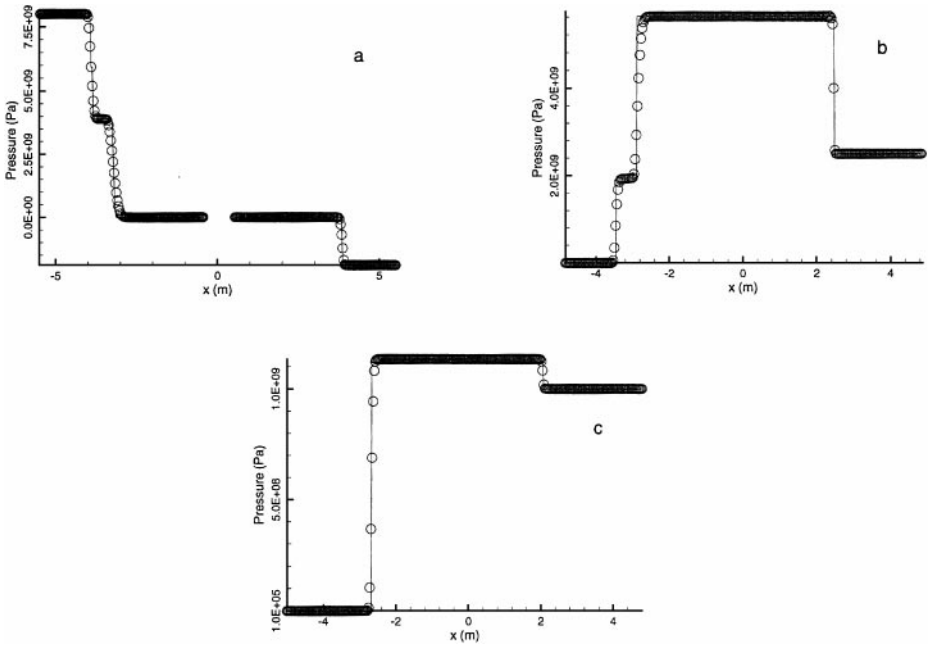 a
Pressure (Pa)
7.5E+09
5.0E+09
2.5E+09
0.0E+00
-5
0
5
x (m)
b
Pressure (Pa)
4.0E+09
2.0E+09
-4
-2
0
2
4
x (m)
c
Pressure (Pa)
1.0E+09
5.0E+08
1.0E+05
-4
-2
0
2
4
x (m)